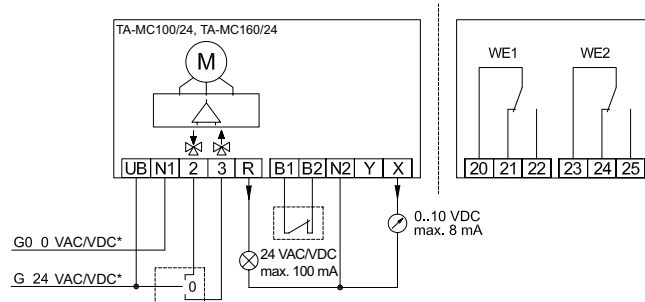 TA-MC100/24, TA-MC160/24
M
UB N1 2 3 R B1 B2 N2 Y X
WE1 WE2
20 21 22 23 24 25
G0 0 VAC/VDC*
G 24 VAC/VDC*
0
24 VAC/VDC
max. 100 mA
0..10 VDC
max. 8 mA